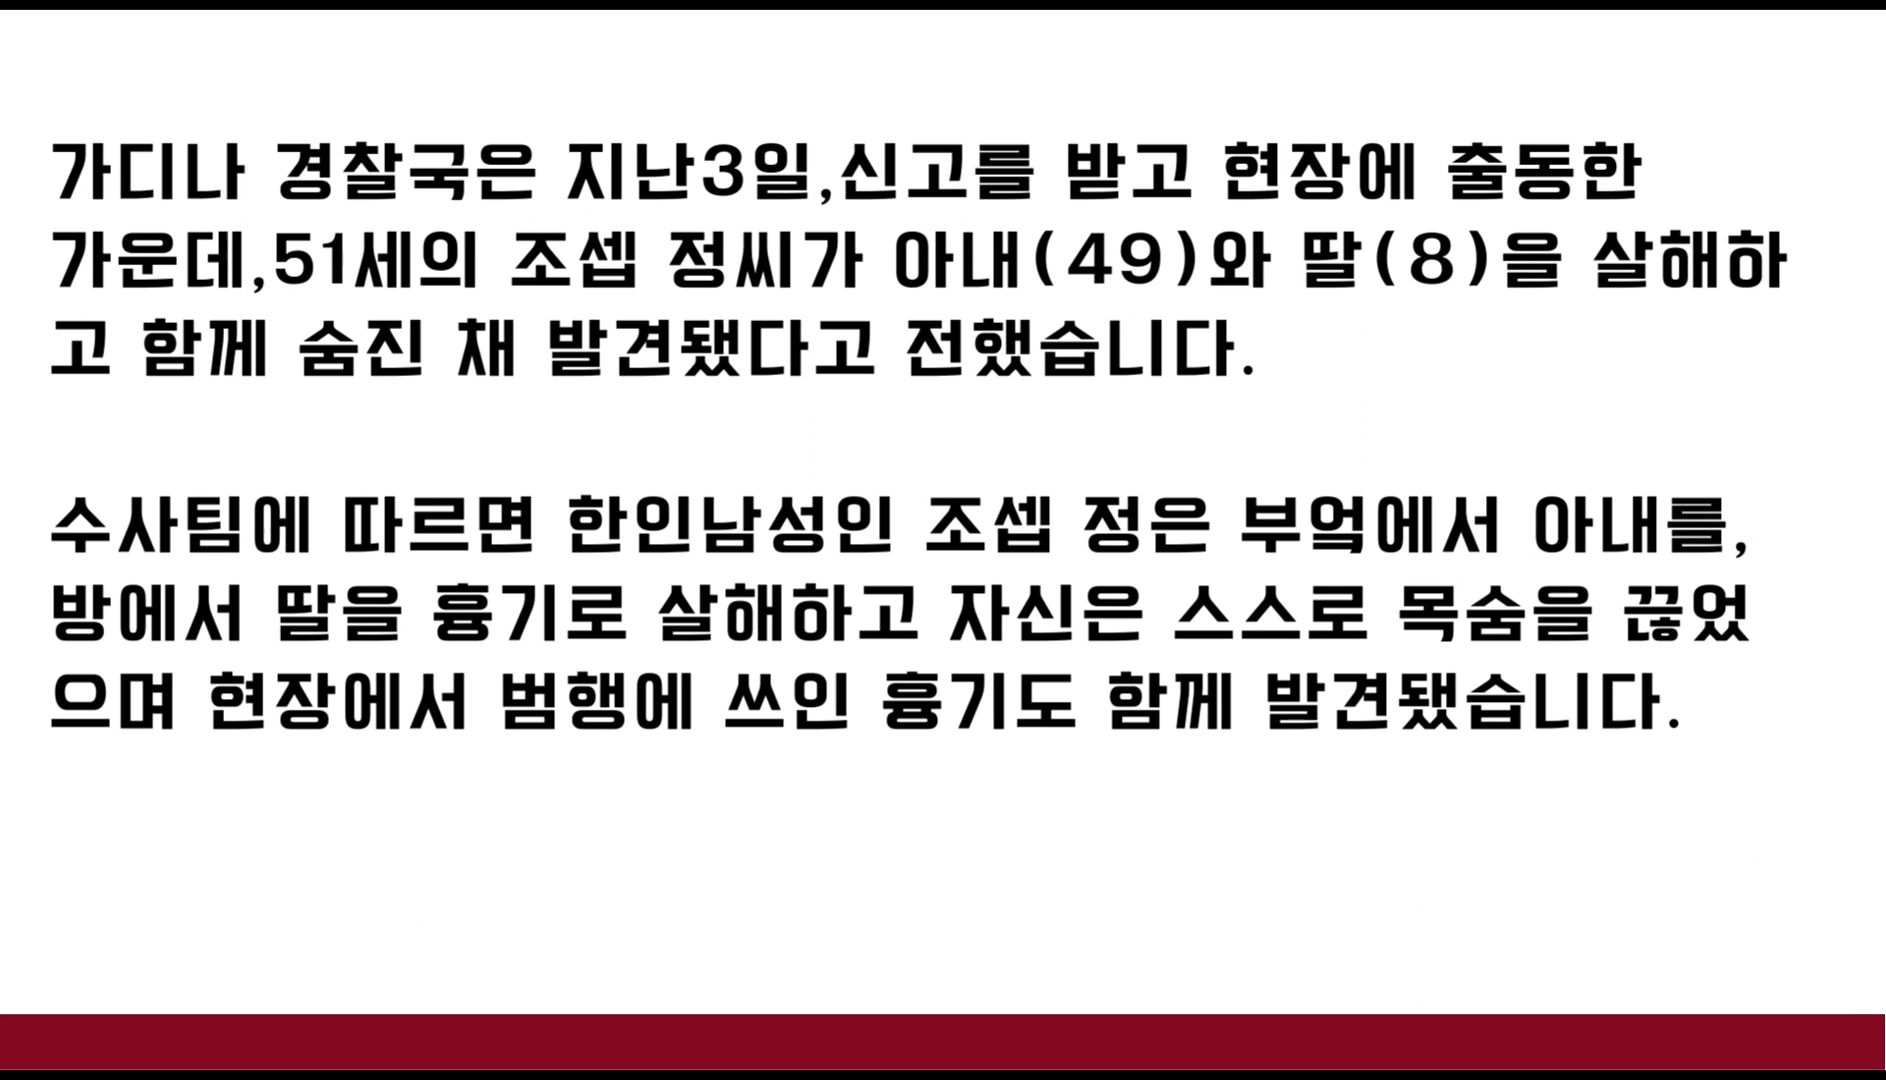 가디나 경찰국은 지난3일,신고를 받고 현장에 출동한
가운데,51세의 조셉 정씨가 아내(49)와 딸(8)을 살해하
고 함께 숨진 채 발견됐다고 전했습니다.
수사팀에 따르면 한인남성인 조셉 정은 부엌에서 아내를,
방에서 딸을 흉기로 살해하고 자신은 스스로 목숨을 끊었
으며 현장에서 범행에 쓰인 흉기도 함께 발견됐습니다.